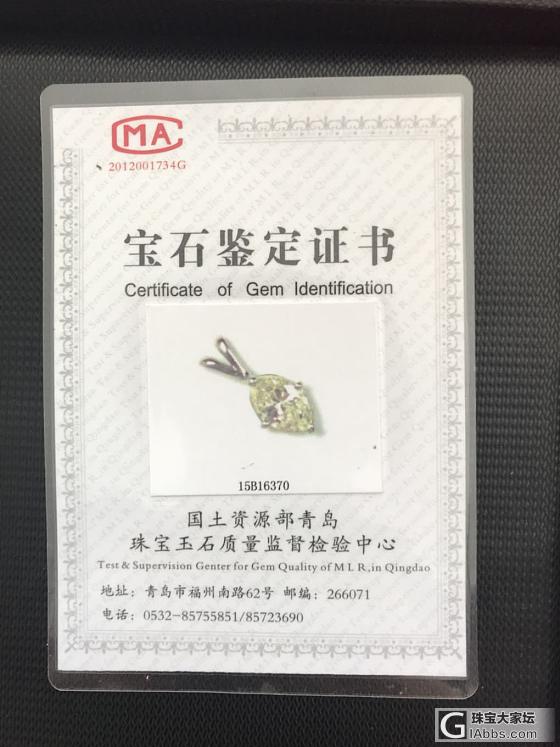 CMA
2012001734G
宝石鉴定证书
Certificate of Gem Identification
15B16370
国土资源部青岛
珠宝玉石质量监督检验中心
Test & Supervision Genter for Gem Quality of M L R,in Qingdao
地址：青岛市福州南路62号 邮编：266071
电话：0532-85755851/85723690
珠宝大家坛
GIAbbs.com